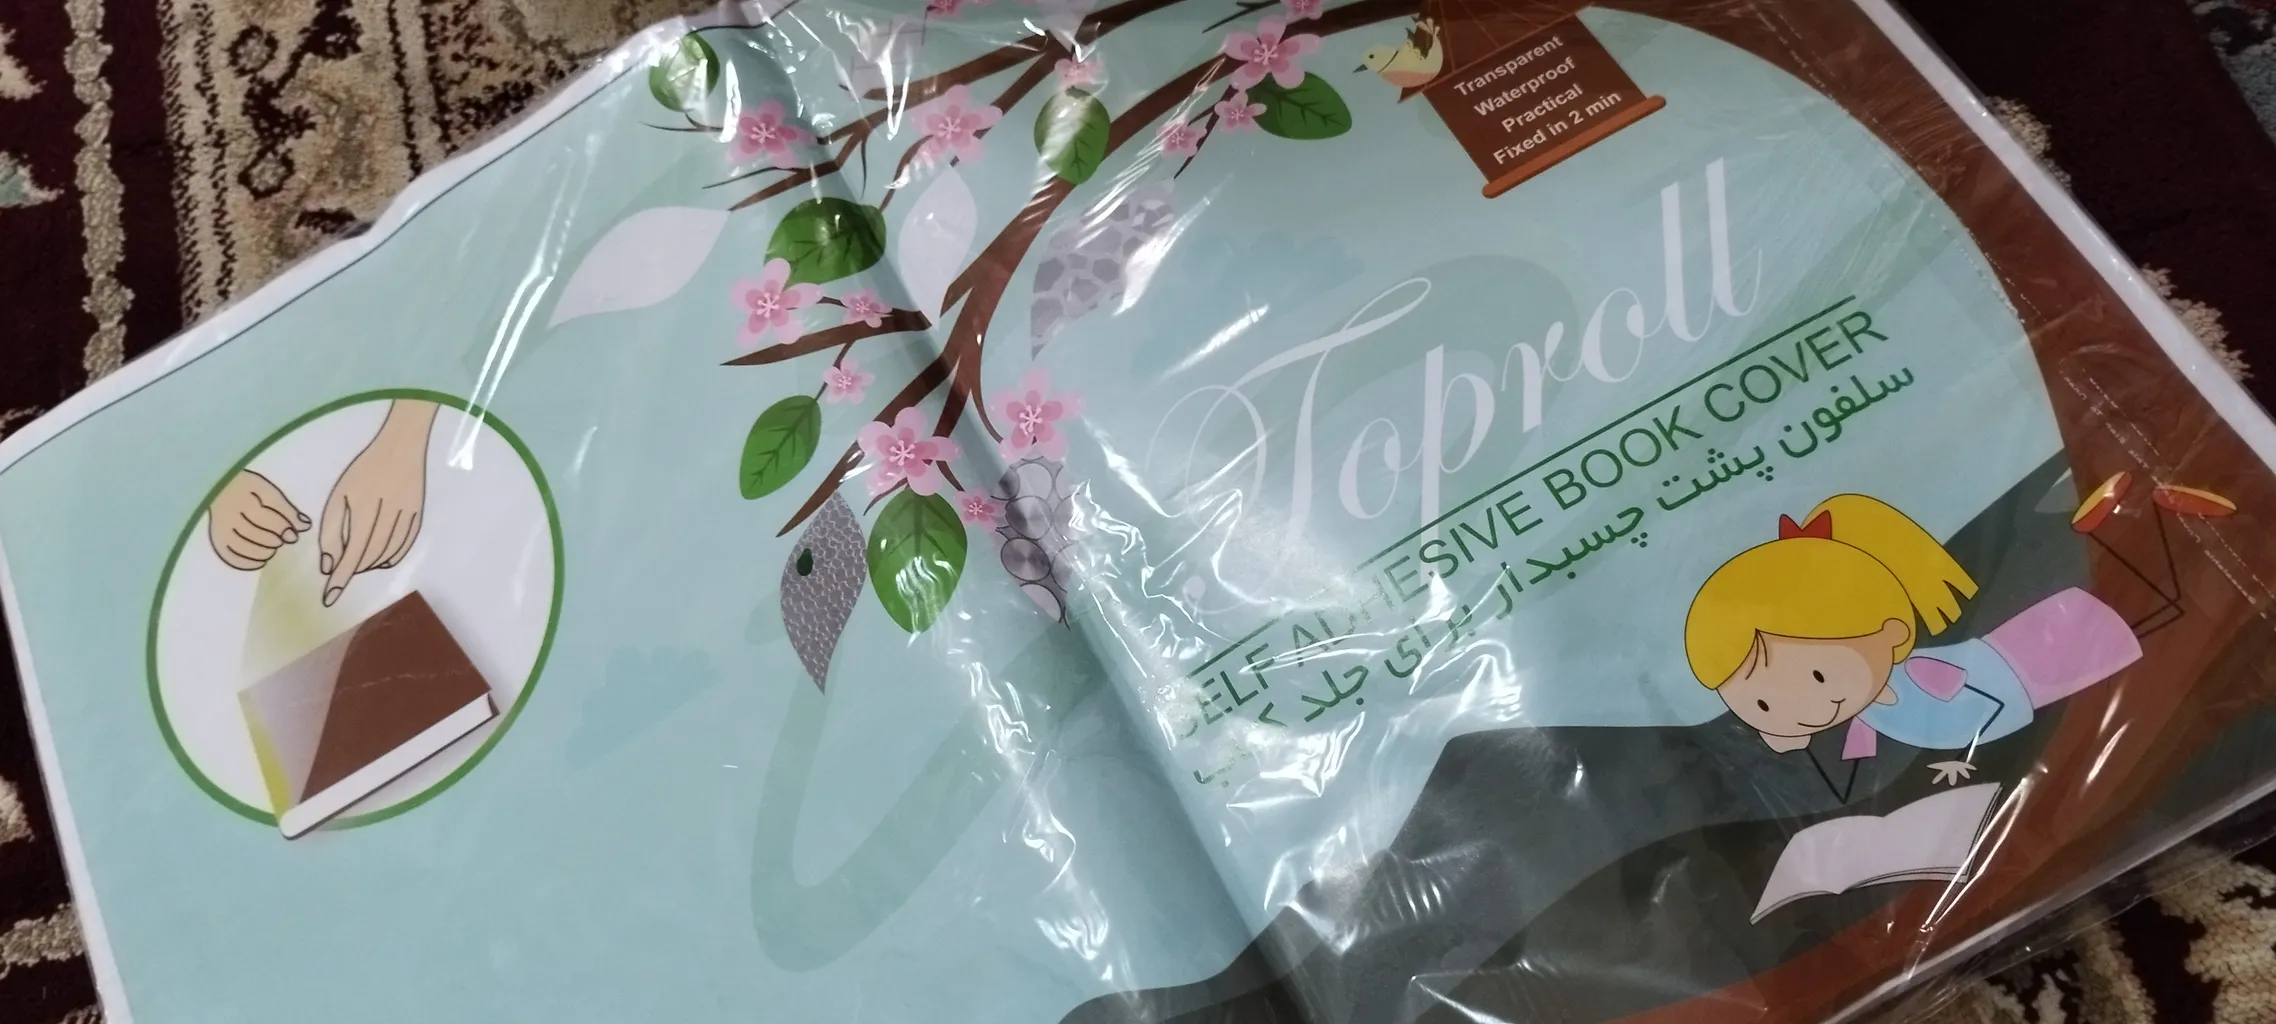 Transparent
Waterproof
Practical
Fixed in 2 min
Toproll
SELF ADHESIVE BOOK COVER
سلفون پشت چسبدار برای جلد کتاب